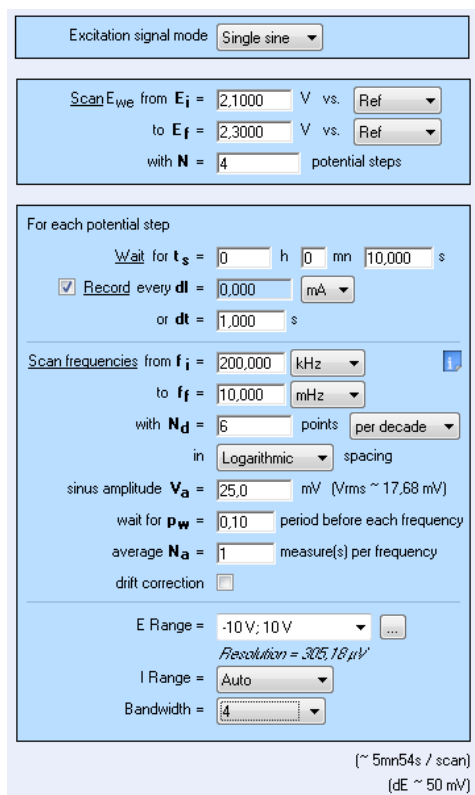 Excitation signal mode Single sine
Scan EWe from Ei = 2,1000 V vs. Ref
to Ef = 2,3000 V vs. Ref
with N = 4 potential steps
For each potential step
Wait for ts = 0 h 0 mn 10,000 s
Record every dI = 0,000 mA
or dt = 1,000 s
Scan frequencies from fi = 200,000 kHz
to ff = 10,000 mHz
with Nd = 6 points per decade
in Logarithmic spacing
sinus amplitude Va = 25,0 mV (Vrms ~ 17,68 mV)
wait for pw = 0,10 period before each frequency
average Na = 1 measure(s) per frequency
drift correction
E Range = -10 V; 10 V ...
Resolution = 305,18 µV
I Range = Auto
Bandwidth = 4
(~ 5mn54s / scan)
(dE ~ 50 mV)